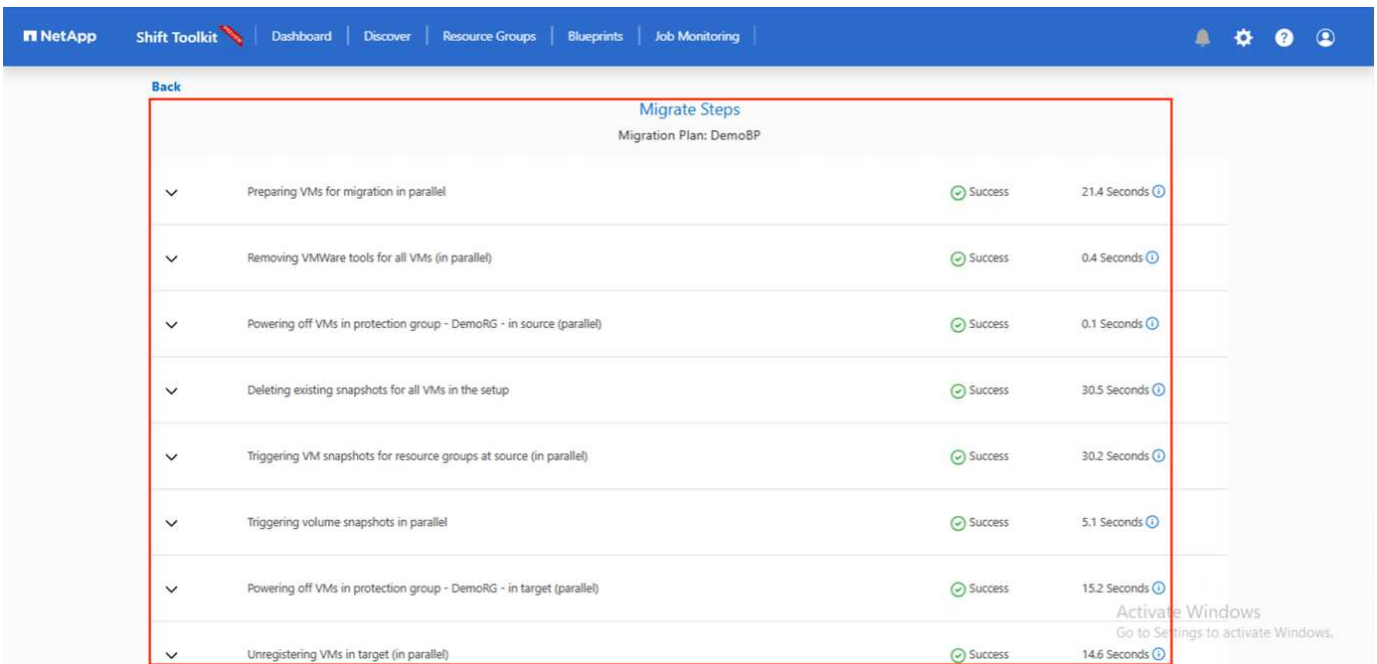 NetApp Shift Toolkit Dashboard Discover Resource Groups Blueprints Job Monitoring
Back
Migrate Steps
Migration Plan: DemoBP
Preparing VMs for migration in parallel Success 21.4 Seconds
Removing VMWare tools for all VMs (in parallel) Success 0.4 Seconds
Powering off VMs in protection group - DemoRG - in source (parallel) Success 0.1 Seconds
Deleting existing snapshots for all VMs in the setup Success 30.5 Seconds
Triggering VM snapshots for resource groups at source (in parallel) Success 30.2 Seconds
Triggering volume snapshots in parallel Success 5.1 Seconds
Powering off VMs in protection group - DemoRG - in target (parallel) Success 15.2 Seconds
Activate Windows
Go to Settings to activate Windows.
Unregistering VMs in target (in parallel) Success 14.6 Seconds